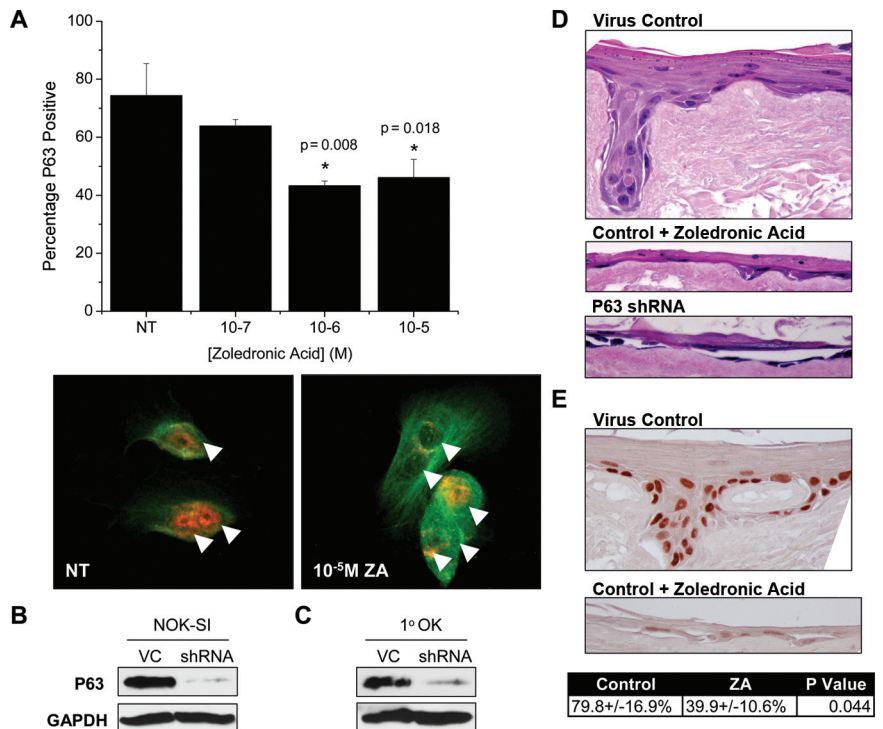 A
Percentage P63 Positive
100
80
60
40
20
0
p = 0.008
*
p = 0.018
*
NT
10-7
10-6
10-5
[Zoledronic Acid] (M)
NT
10-5M ZA
B
NOK-SI
VC shRNA
P63
GAPDH
C
1o OK
VC shRNA
D
Virus Control
Control + Zoledronic Acid
P63 shRNA
E
Virus Control
Control + Zoledronic Acid
Control ZA P Value
79.8+/-16.9% 39.9+/-10.6% 0.044